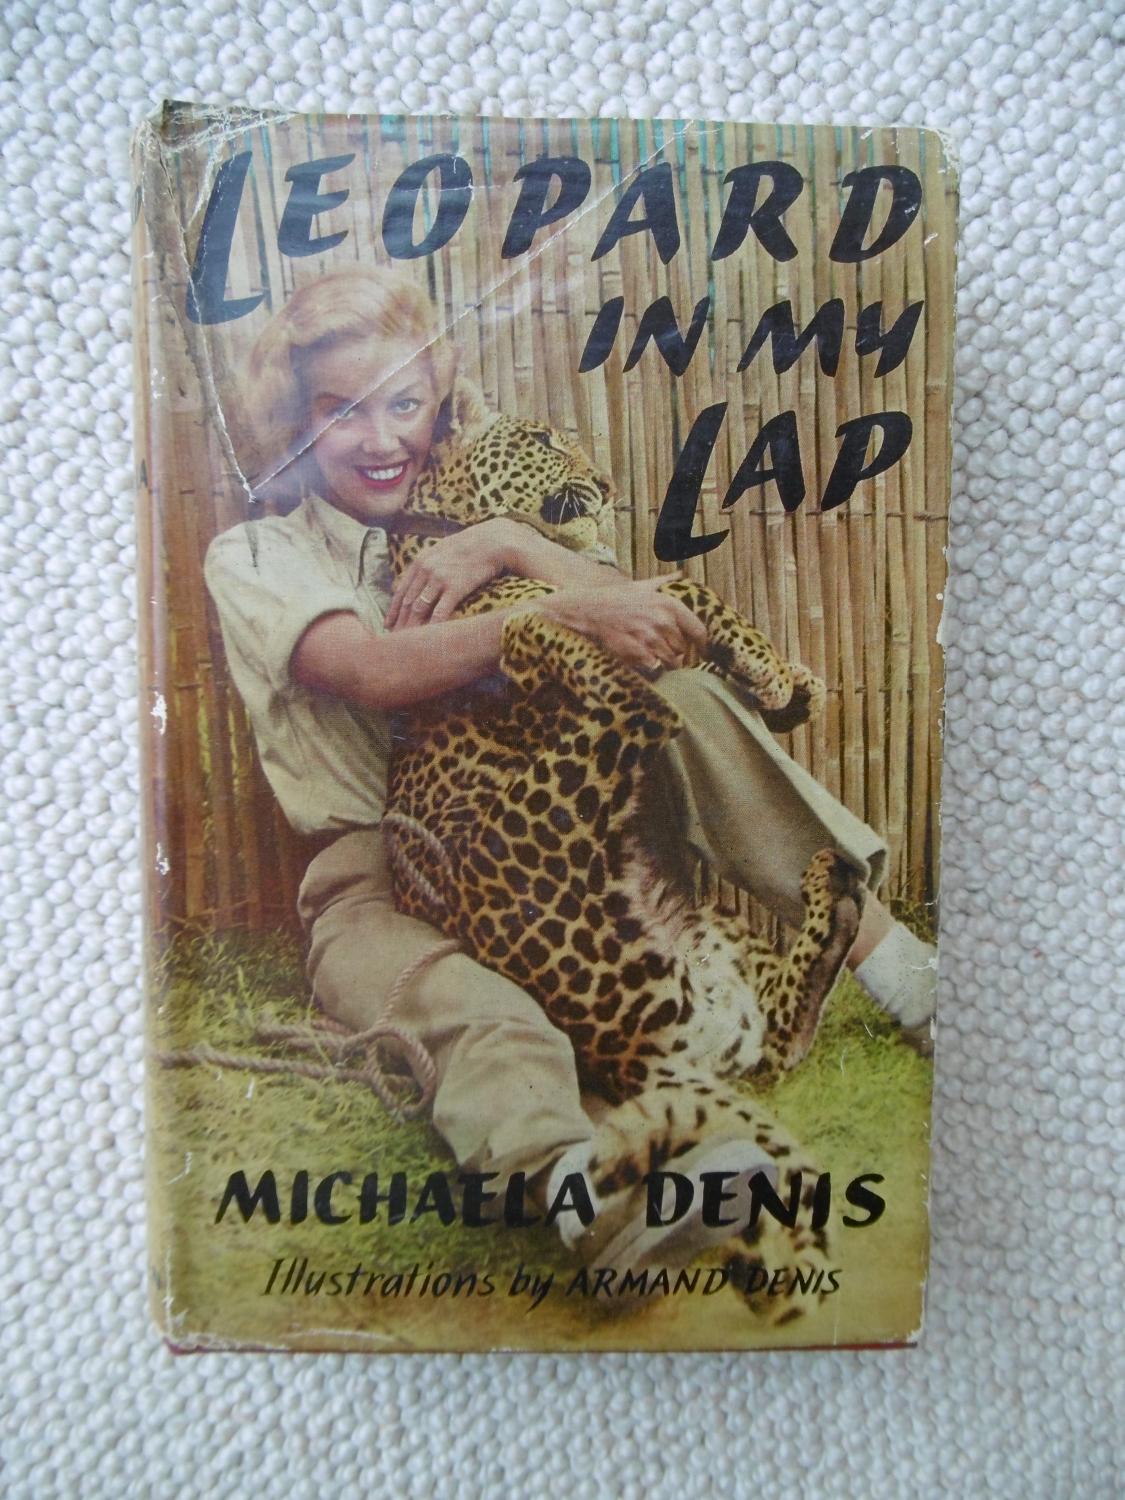 LEOPARD
IN MY
LAP
MICHAELA DENIS
Illustrations by ARMAND DENIS